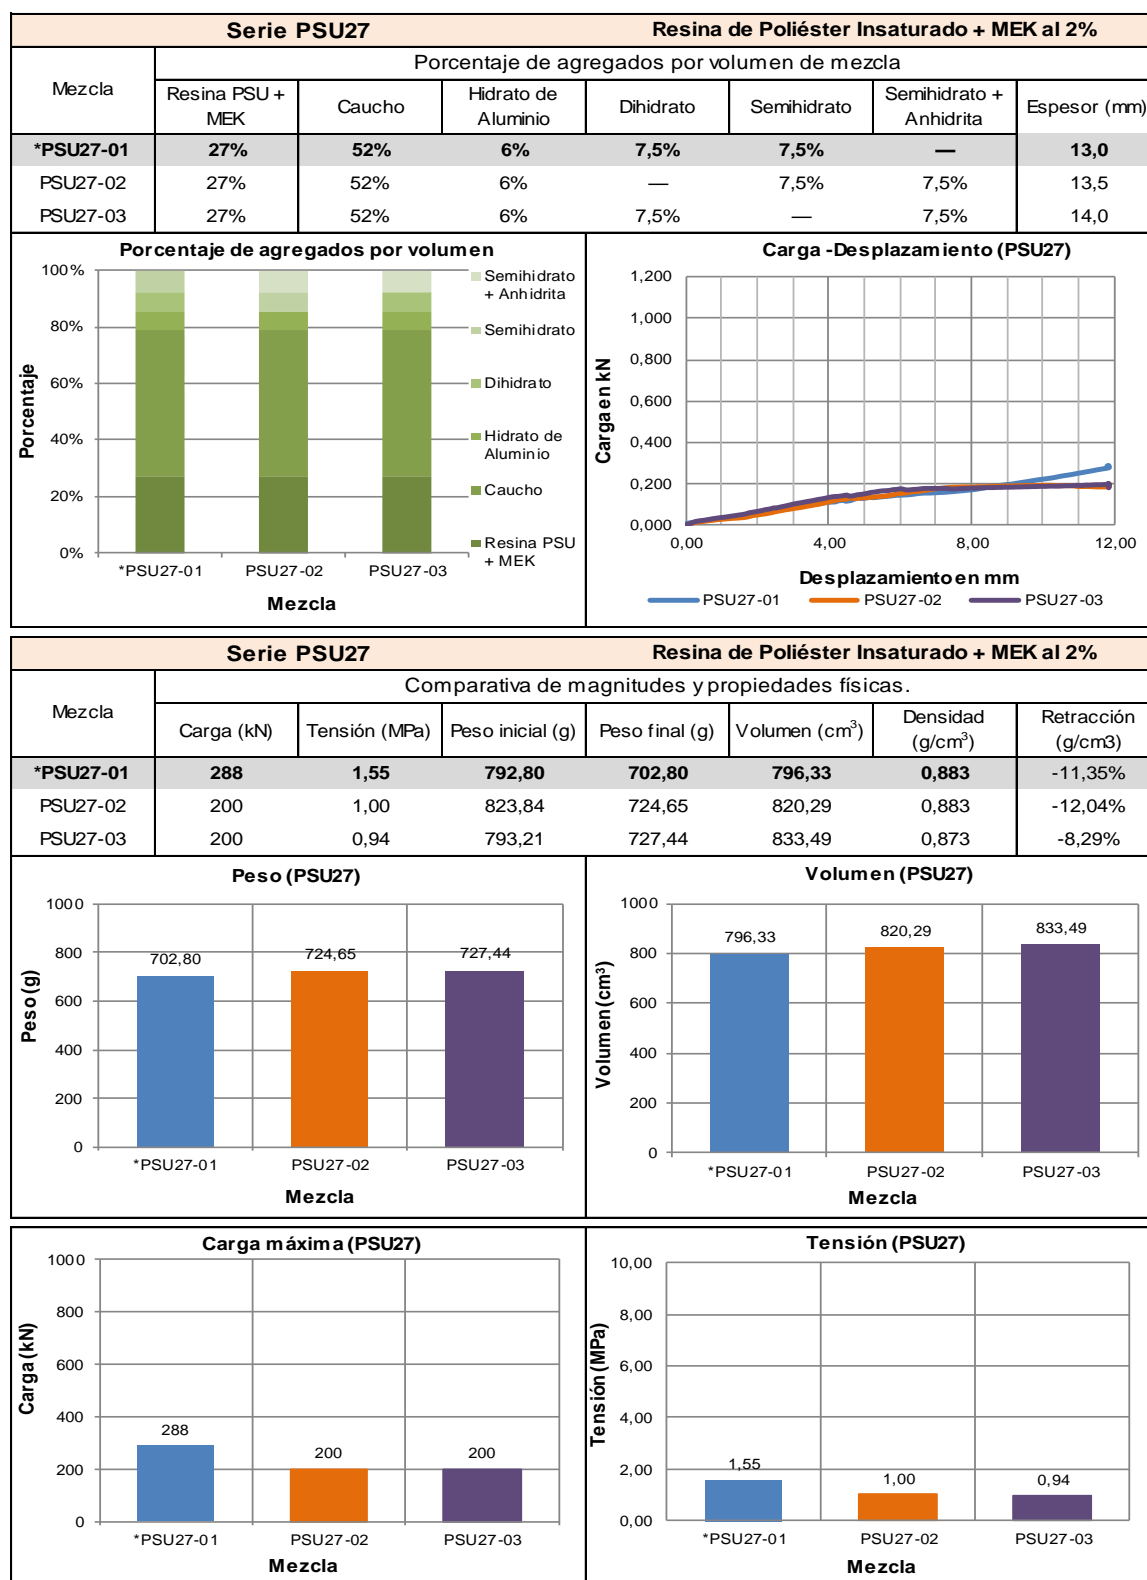 Serie PSU27 Resina de Poliéster Insaturado + MEK al 2%
Mezcla
Porcentaje de agregados por volumen de mezcla
Resina PSU + MEK
Caucho
Hidrato de Aluminio
Dihidrato
Semihidrato
Semihidrato + Anhidrita
Espesor (mm)
*PSU27-01 27% 52% 6% 7,5% 7,5% — 13,0
PSU27-02 27% 52% 6% — 7,5% 7,5% 13,5
PSU27-03 27% 52% 6% 7,5% — 7,5% 14,0
Porcentaje de agregados por volumen
Porcentaje
100%
80%
60%
40%
20%
0%
*PSU27-01 PSU27-02 PSU27-03
Mezcla
Semihidrato
+ Anhidrita
Semihidrato
Dihidrato
Hidrato de
Aluminio
Caucho
Resina PSU
+ MEK
Carga -Desplazamiento (PSU27)
Carga en kN
1,200
1,000
0,800
0,600
0,400
0,200
0,000
0,00 4,00 8,00 12,00
Desplazamiento en mm
PSU27-01 PSU27-02 PSU27-03
Serie PSU27 Resina de Poliéster Insaturado + MEK al 2%
Mezcla
Comparativa de magnitudes y propiedades físicas.
Carga (kN)
Tensión (MPa)
Peso inicial (g)
Peso final (g)
Volumen (cm³)
Densidad (g/cm³)
Retracción (g/cm3)
*PSU27-01 288 1,55 792,80 702,80 796,33 0,883 -11,35%
PSU27-02 200 1,00 823,84 724,65 820,29 0,883 -12,04%
PSU27-03 200 0,94 793,21 727,44 833,49 0,873 -8,29%
Peso (PSU27)
Peso (g)
1000
800
600
400
200
0
702,80 724,65 727,44
*PSU27-01 PSU27-02 PSU27-03
Mezcla
Volumen (PSU27)
Volumen (cm³)
1000
800
600
400
200
0
796,33 820,29 833,49
*PSU27-01 PSU27-02 PSU27-03
Mezcla
Carga máxima (PSU27)
Carga (kN)
1000
800
600
400
200
0
288 200 200
*PSU27-01 PSU27-02 PSU27-03
Mezcla
Tensión (PSU27)
Tensión (MPa)
10,00
8,00
6,00
4,00
2,00
0,00
1,55 1,00 0,94
*PSU27-01 PSU27-02 PSU27-03
Mezcla